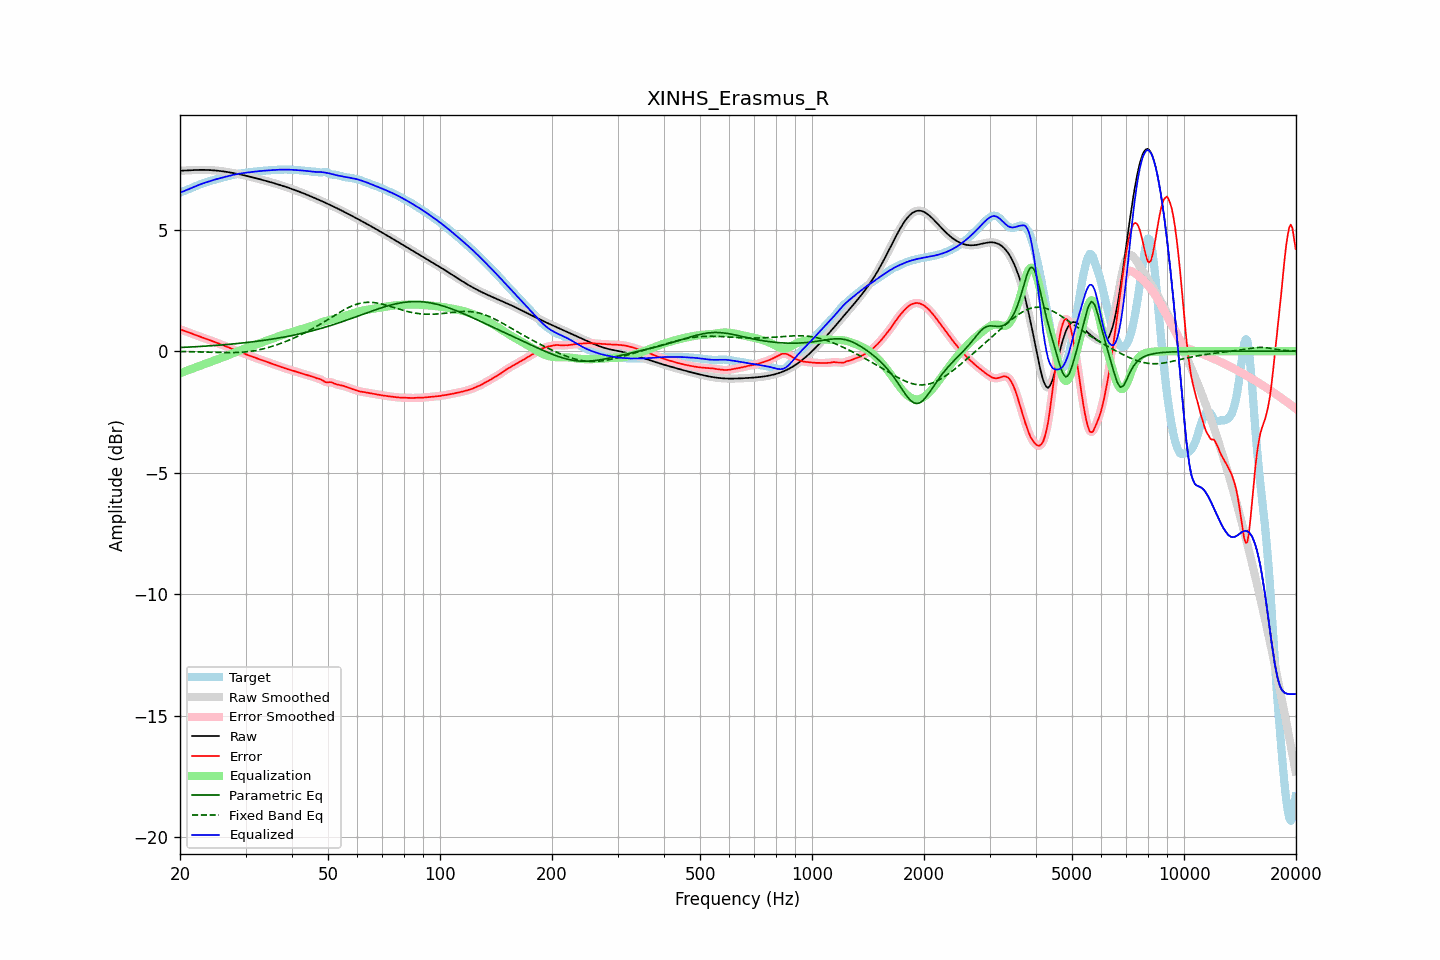 XINHS_Erasmus_R
Amplitude (dBr)
5
0
−5
−10
−15
−20
Target
Raw Smoothed
Error Smoothed
Raw
Error
Equalization
Parametric Eq
Fixed Band Eq
Equalized
20 50 100 200 500 1000 2000 5000 10000 20000
Frequency (Hz)